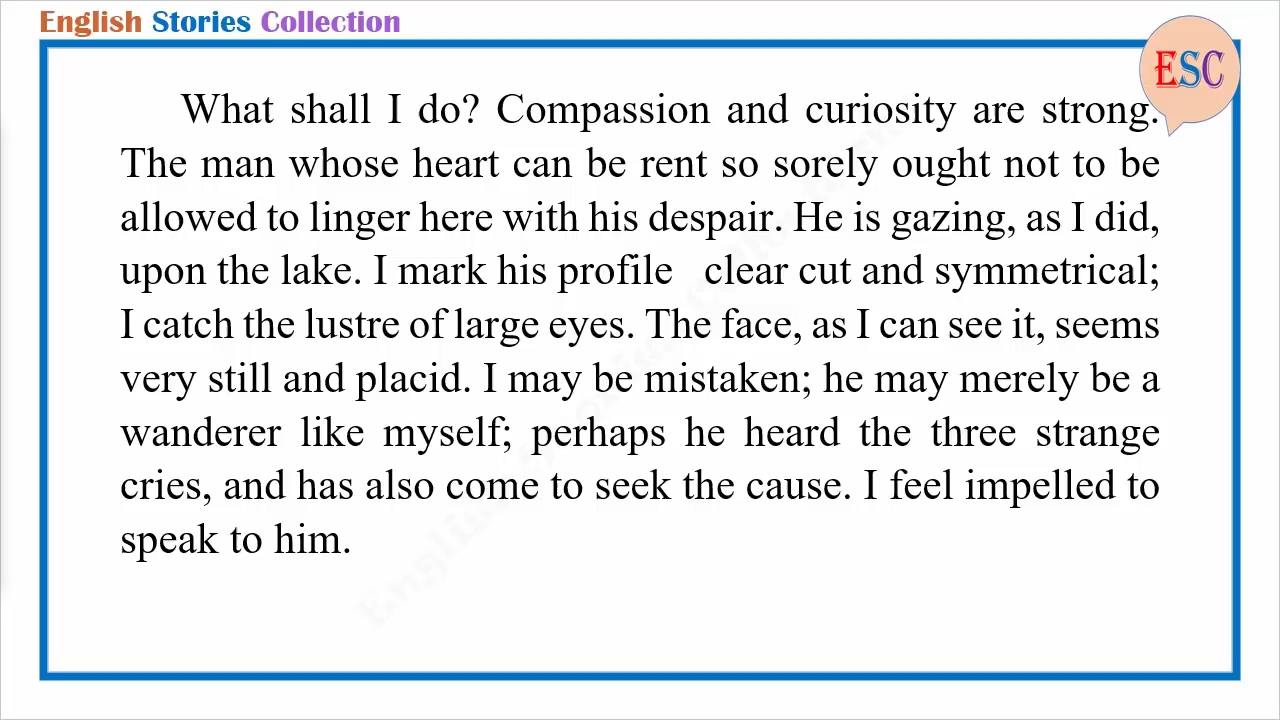 English Stories Collection
ESC
What shall I do? Compassion and curiosity are strong.
The man whose heart can be rent so sorely ought not to be
allowed to linger here with his despair. He is gazing, as I did,
upon the lake. I mark his profile clear cut and symmetrical;
I catch the lustre of large eyes. The face, as I can see it, seems
very still and placid. I may be mistaken; he may merely be a
wanderer like myself; perhaps he heard the three strange
cries, and has also come to seek the cause. I feel impelled to
speak to him.